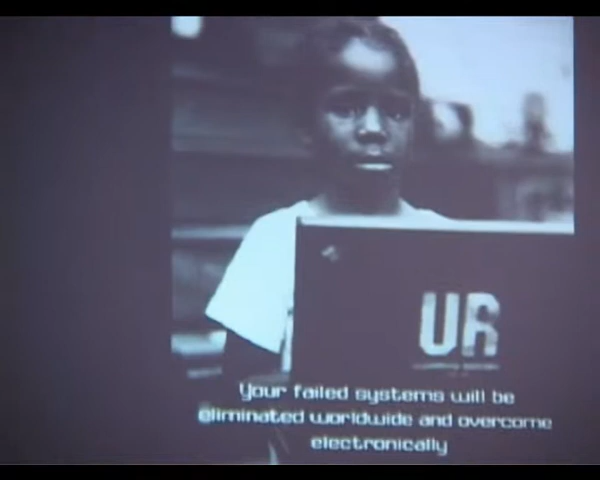 UR
Your failed systems will be
eliminated worldwide and overcome
electronically